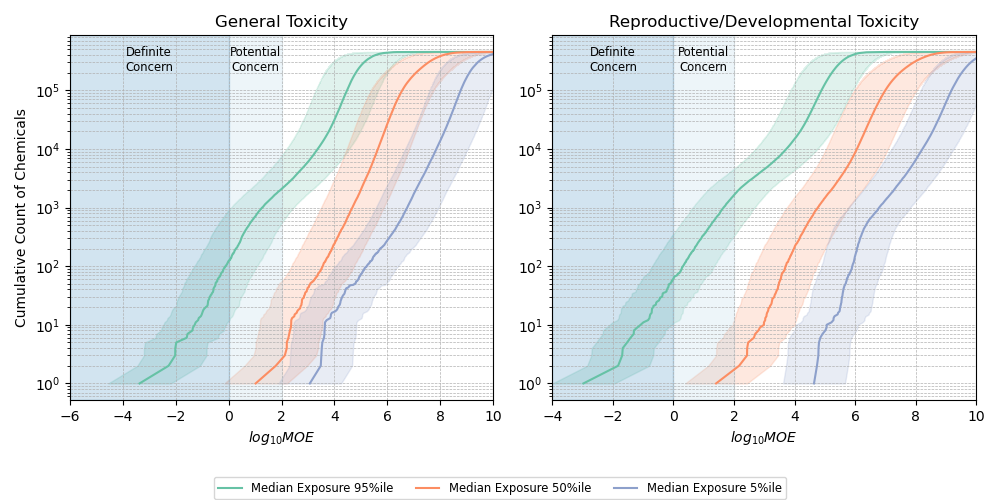 General Toxicity
Reproductive/Developmental Toxicity
Definite
Concern
Potential
Concern
Definite
Concern
Potential
Concern
Cumulative Count of Chemicals
10^5
10^4
10^3
10^2
10^1
10^0
10^5
10^4
10^3
10^2
10^1
10^0
−6 −4 −2 0 2 4 6 8 10
−4 −2 0 2 4 6 8 10
log₁₀MOE
log₁₀MOE
Median Exposure 95%ile Median Exposure 50%ile Median Exposure 5%ile